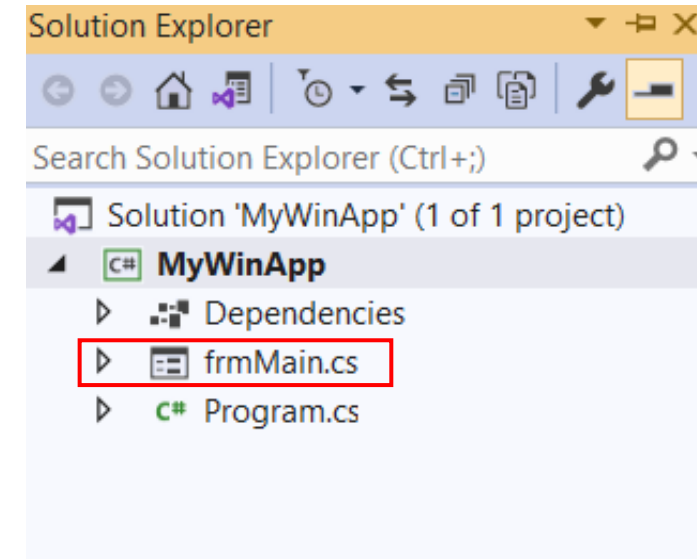 Solution Explorer
Search Solution Explorer (Ctrl+;)
Solution 'MyWinApp' (1 of 1 project)
C# MyWinApp
Dependencies
frmMain.cs
C# Program.cs